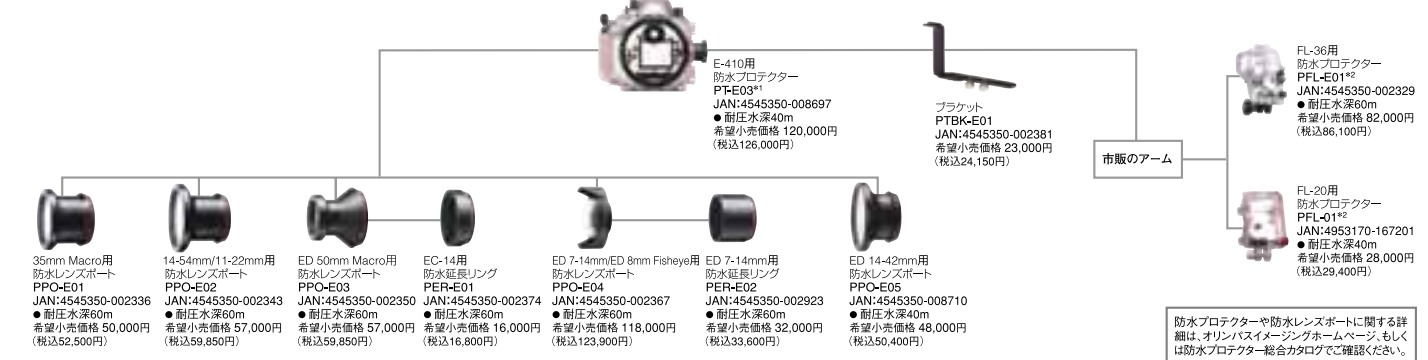 E-410用
防水プロテクター
PT-E03*1
JAN:4545350-008697
● 耐圧水深40m
希望小売価格 120,000円
（税込126,000円）
ブラケット
PTBK-E01
JAN:4545350-002381
希望小売価格 23,000円
（税込24,150円）
市販のアーム
FL-36用
防水プロテクター
PFL-E01*2
JAN:4545350-002329
● 耐圧水深60m
希望小売価格 82,000円
（税込86,100円）
FL-20用
防水プロテクター
PFL-01*2
JAN:4953170-167201
● 耐圧水深40m
希望小売価格 28,000円
（税込29,400円）
35mm Macro用
防水レンズポート
PPO-E01
JAN:4545350-002336
● 耐圧水深60m
希望小売価格 50,000円
（税込52,500円）
14-54mm/11-22mm用
防水レンズポート
PPO-E02
JAN:4545350-002343
● 耐圧水深60m
希望小売価格 57,000円
（税込59,850円）
ED 50mm Macro用
防水レンズポート
PPO-E03
JAN:4545350-002350
● 耐圧水深60m
希望小売価格 57,000円
（税込59,850円）
EC-14用
防水延長リング
PER-E01
JAN:4545350-002374
● 耐圧水深60m
希望小売価格 16,000円
（税込16,800円）
ED 7-14mm/ED 8mm Fisheye用
防水レンズポート
PPO-E04
JAN:4545350-002367
● 耐圧水深60m
希望小売価格 118,000円
（税込123,900円）
ED 7-14mm用
防水延長リング
PER-E02
JAN:4545350-002923
● 耐圧水深60m
希望小売価格 32,000円
（税込33,600円）
ED 14-42mm用
防水レンズポート
PPO-E05
JAN:4545350-008710
● 耐圧水深40m
希望小売価格 48,000円
（税込50,400円）
防水プロテクターや防水レンズポートに関する詳
細は、オリンパスイメージングホームページ、もしく
は防水プロテクター総合カタログでご確認ください。